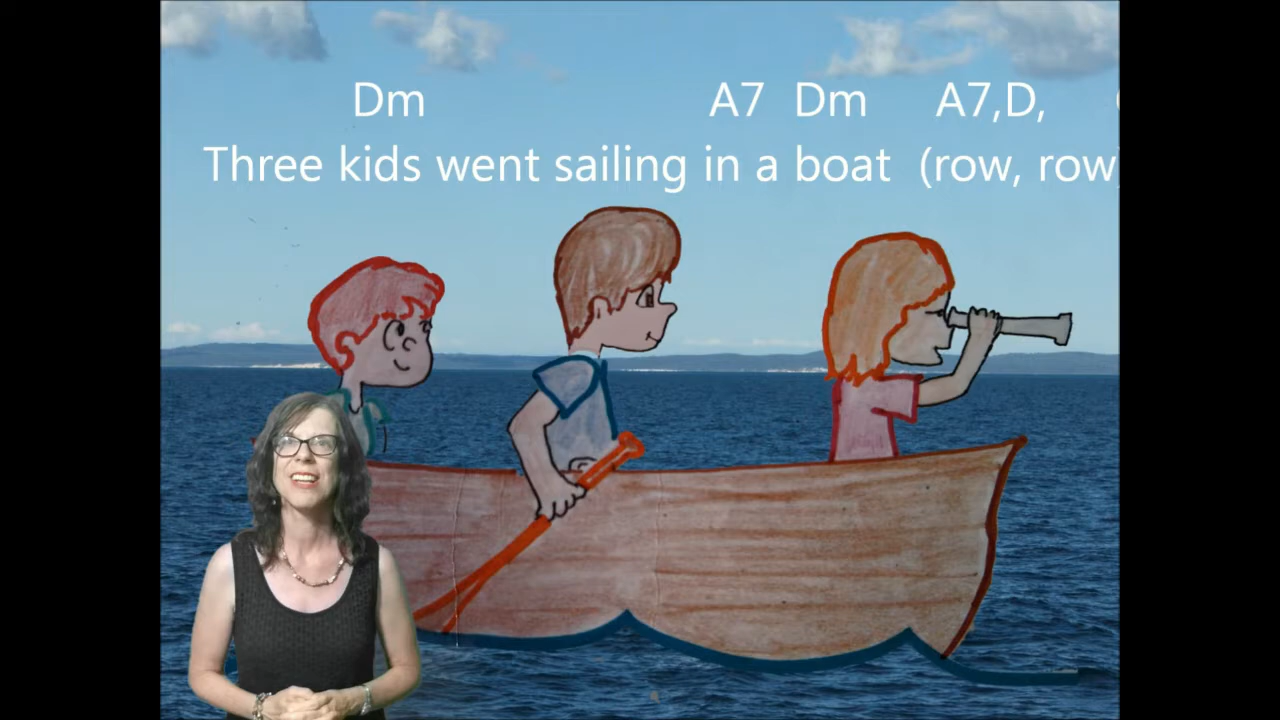 Dm A7 Dm A7,D,
Three kids went sailing in a boat (row, row)